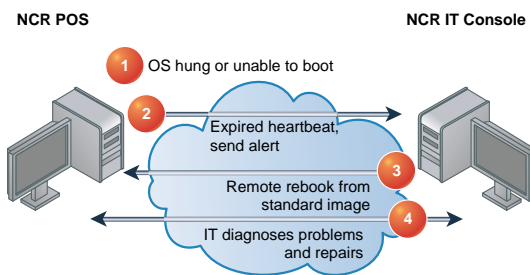 NCR POS
NCR IT Console
1 OS hung or unable to boot
2
Expired heartbeat,
send alert
3
Remote rebook from
standard image
4
IT diagnoses problems
and repairs